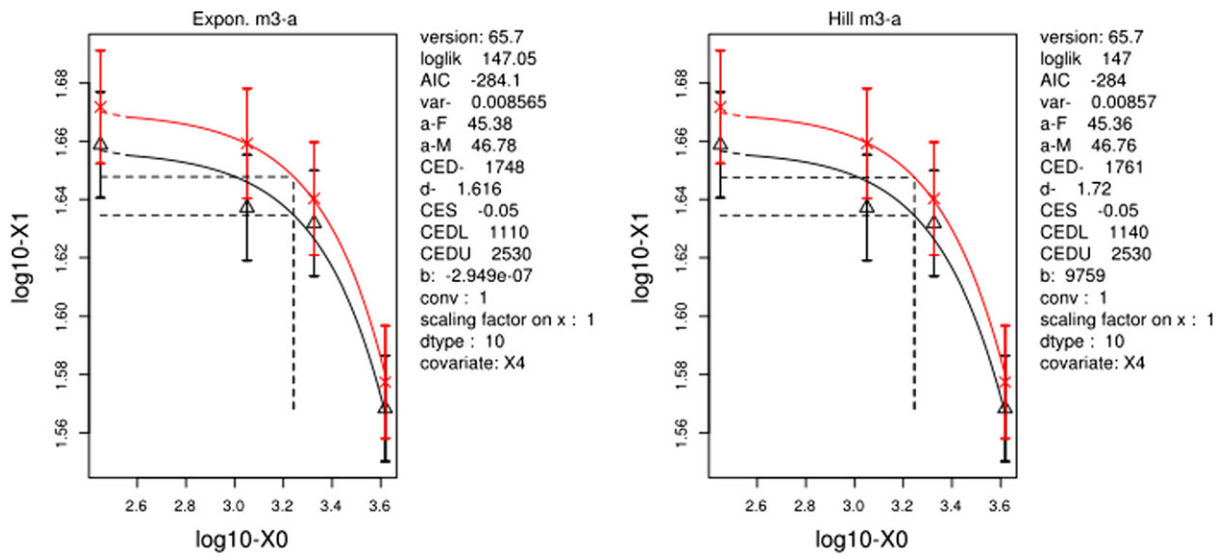 Expon. m3-a
version: 65.7
loglik 147.05
AIC -284.1
var- 0.008565
a-F 45.38
a-M 46.78
CED- 1748
d- 1.616
CES -0.05
CEDL 1110
CEDU 2530
b: -2.949e-07
conv : 1
scaling factor on x : 1
dtype : 10
covariate: X4
log10-X1
1.68
1.66
1.64
1.62
1.60
1.58
1.56
2.6 2.8 3.0 3.2 3.4 3.6
log10-X0
Hill m3-a
version: 65.7
loglik 147
AIC -284
var- 0.00857
a-F 45.36
a-M 46.76
CED- 1761
d- 1.72
CES -0.05
CEDL 1140
CEDU 2530
b: 9759
conv : 1
scaling factor on x : 1
dtype : 10
covariate: X4
log10-X1
1.68
1.66
1.64
1.62
1.60
1.58
1.56
2.6 2.8 3.0 3.2 3.4 3.6
log10-X0